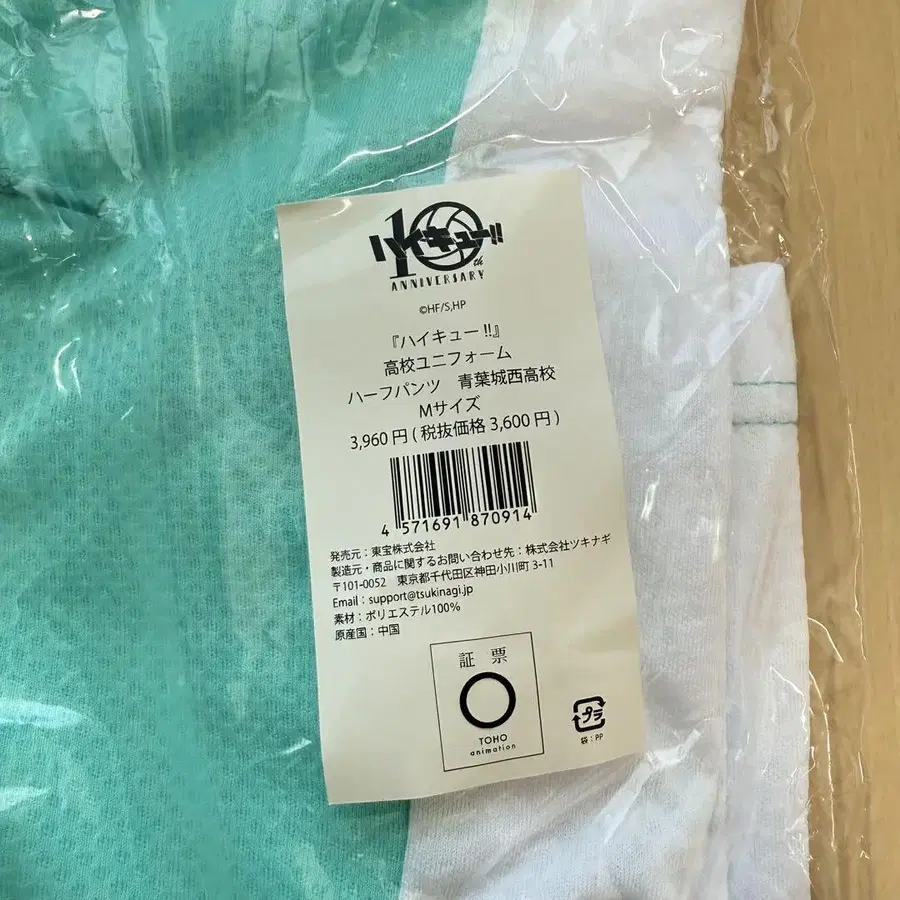 ハイキュー!!
10th
ANNIVERSARY
©HF/S,HP
『ハイキュー!!』
高校ユニフォーム
ハーフパンツ　青葉城西高校
Mサイズ
3,960円(税抜価格3,600円)
4 571691 870914
発売元：東宝株式会社
製造元・商品に関するお問い合わせ先：株式会社ツキナギ
〒101-0052　東京都千代田区神田小川町 3-11
Email：support@tsukinagi.jp
素材：ポリエステル100%
原産国：中国
証 票
TOHO
animation
プラ
袋：PP